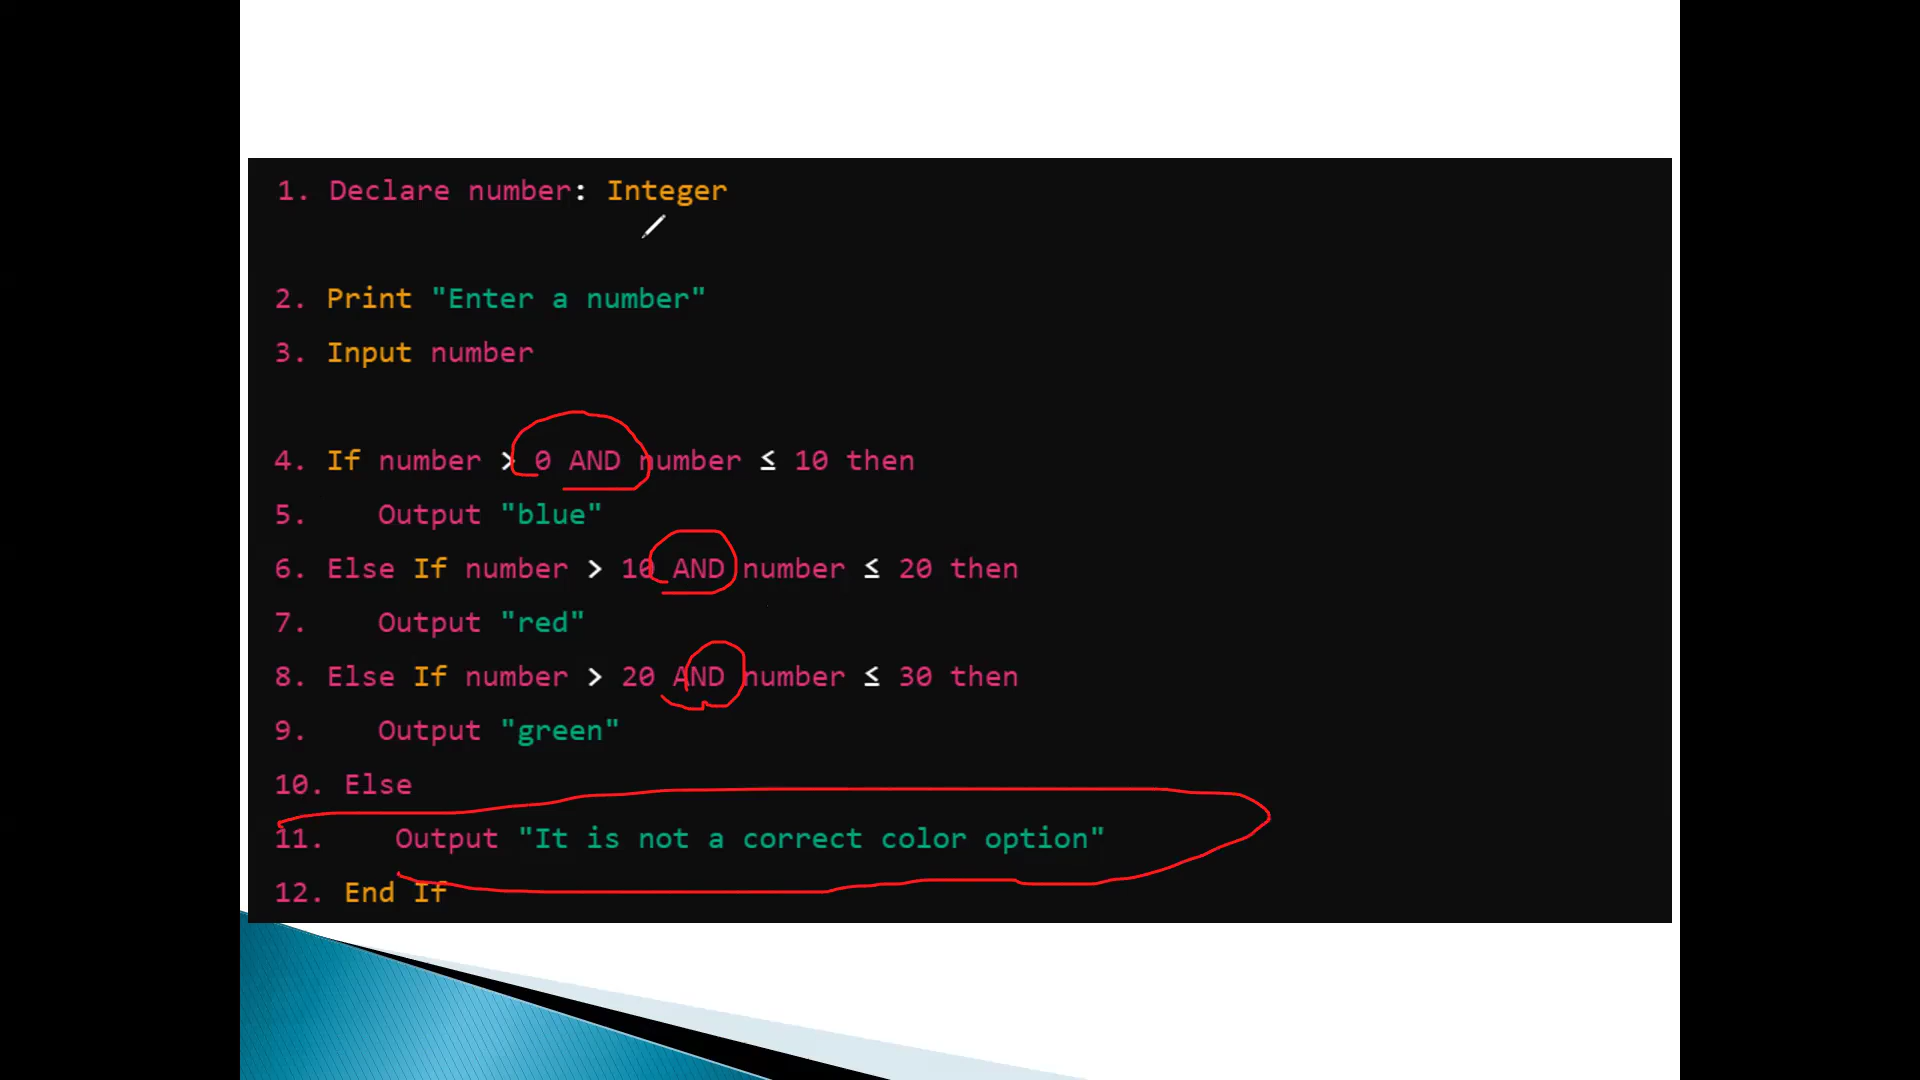 1. Declare number: Integer
2. Print "Enter a number"
3. Input number
4. If number > 0 AND number ≤ 10 then
5. Output "blue"
6. Else If number > 10 AND number ≤ 20 then
7. Output "red"
8. Else If number > 20 AND number ≤ 30 then
9. Output "green"
10. Else
11. Output "It is not a correct color option"
12. End If